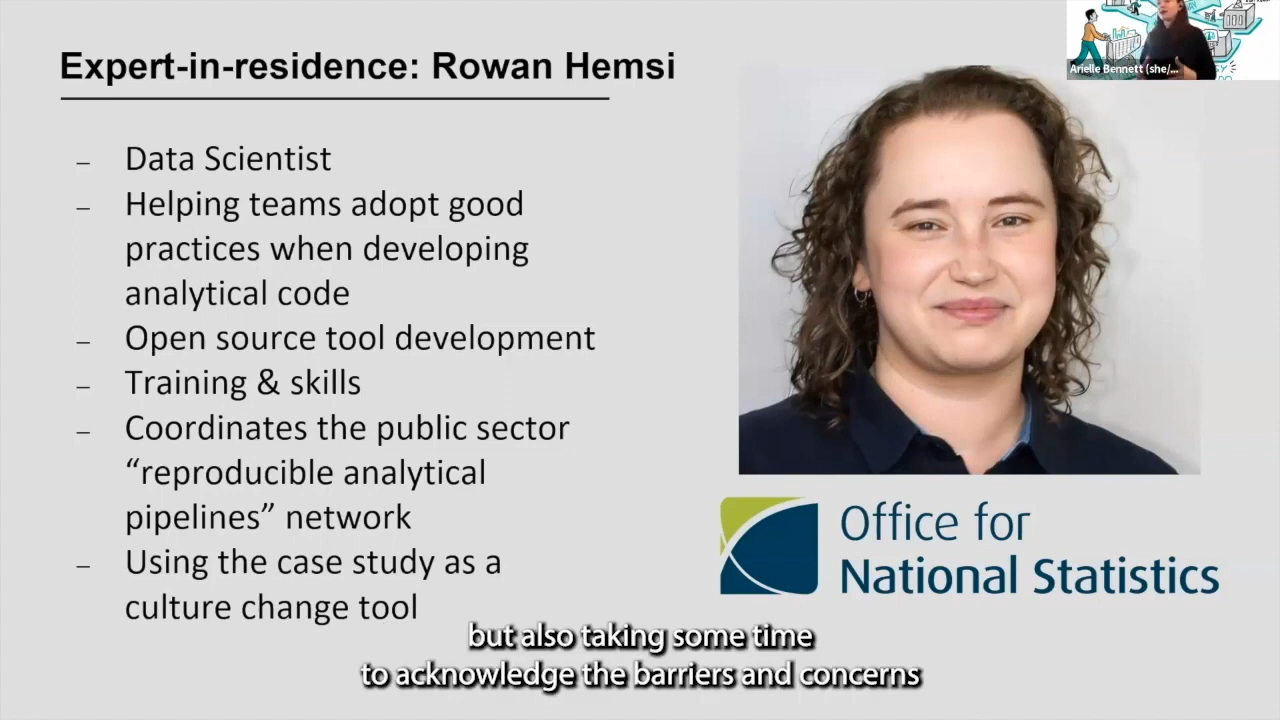 Expert-in-residence: Rowan Hemsi
– Data Scientist
– Helping teams adopt good
practices when developing
analytical code
– Open source tool development
– Training & skills
– Coordinates the public sector
“reproducible analytical
pipelines” network
– Using the case study as a
culture change tool
Arielle Bennett (she/...
Office for
National Statistics
but also taking some time
to acknowledge the barriers and concerns